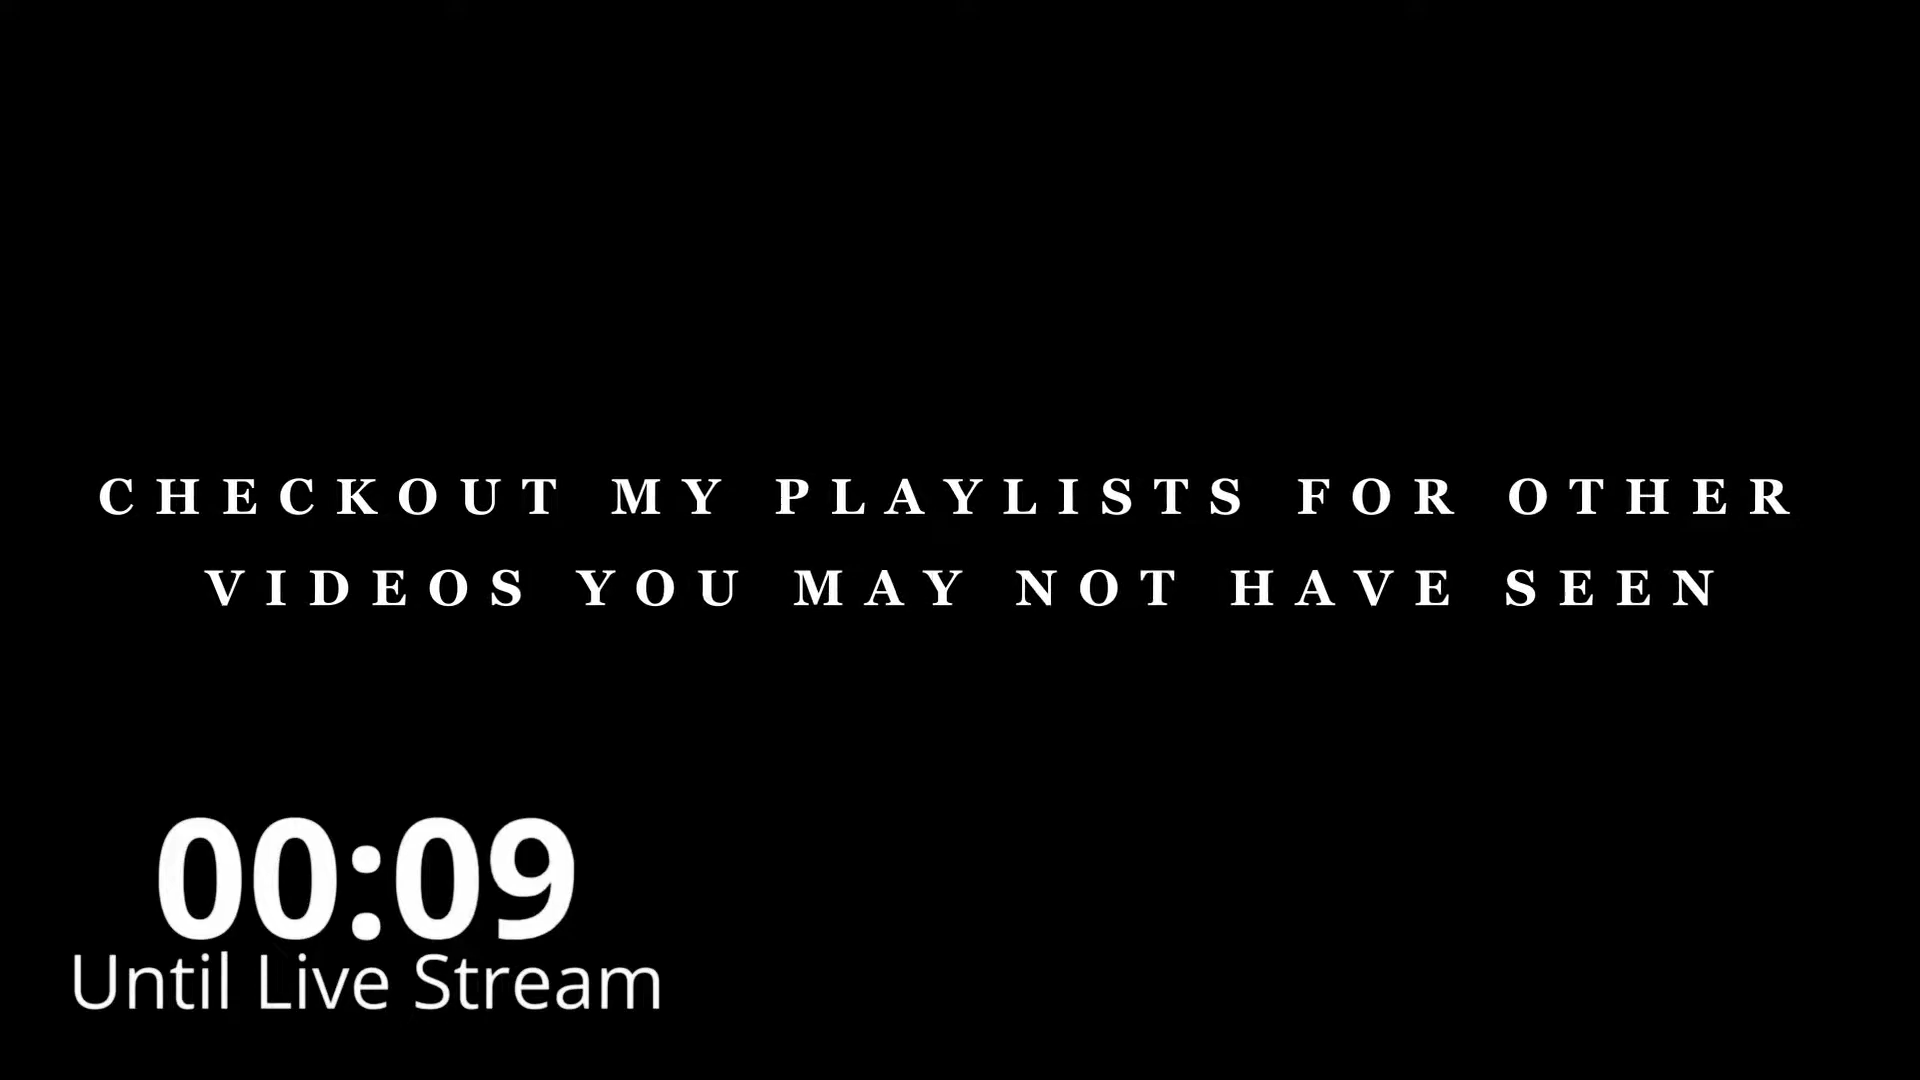 CHECKOUT MY PLAYLISTS FOR OTHER
VIDEOS YOU MAY NOT HAVE SEEN
00:09
Until Live Stream